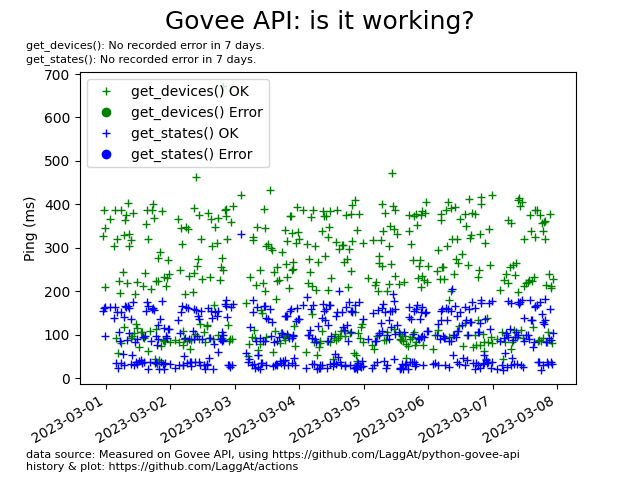 Govee API: is it working?
get_devices(): No recorded error in 7 days.
get_states(): No recorded error in 7 days.
700
600
500
400
300
200
100
0
Ping (ms)
get_devices() OK
get_devices() Error
get_states() OK
get_states() Error
2023-03-01
2023-03-02
2023-03-03
2023-03-04
2023-03-05
2023-03-06
2023-03-07
2023-03-08
data source: Measured on Govee API, using https://github.com/LaggAt/python-govee-api
history & plot: https://github.com/LaggAt/actions